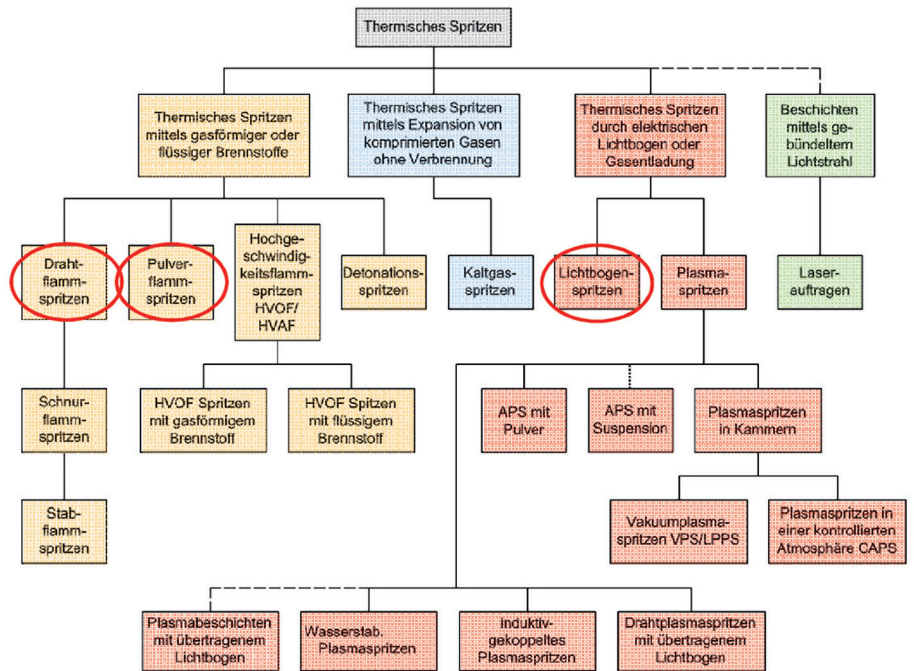 Thermisches Spritzen
Thermisches Spritzen
mittels gasförmiger oder
flüssiger Brennstoffe
Thermisches Spritzen
mittels Expansion von
komprimierten Gasen
ohne Verbrennung
Thermisches Spritzen
durch elektrischen
Lichtbogen oder
Gasentladung
Beschichten
mittels ge-
bündeltem
Lichtstrahl
Draht-
flamm-
spritzen
Pulver-
flamm-
spritzen
Hochge-
schwindig-
keitsflamm-
spritzen
HVOF/
HVAF
Detonations-
spritzen
Kaltgas-
spritzen
Lichtbogen-
spritzen
Plasma-
spritzen
Laser-
auftragen
Schnur-
flamm-
spritzen
HVOF Spritzen
mit gasförmigem
Brennstoff
HVOF Spritzen
mit flüssigem
Brennstoff
APS mit
Pulver
APS mit
Suspension
Plasmaspritzen
in Kammern
Stab-
flamm-
spritzen
Vakuumplasma-
spritzen VPS/LPPS
Plasmaspritzen in
einer kontrollierten
Atmosphäre CAPS
Plasmabeschichten
mit übertragenem
Lichtbogen
Wasserstab.
Plasmaspritzen
Induktiv-
gekoppeltes
Plasmaspritzen
Drahtplasmaspritzen
mit übertragenem
Lichtbogen